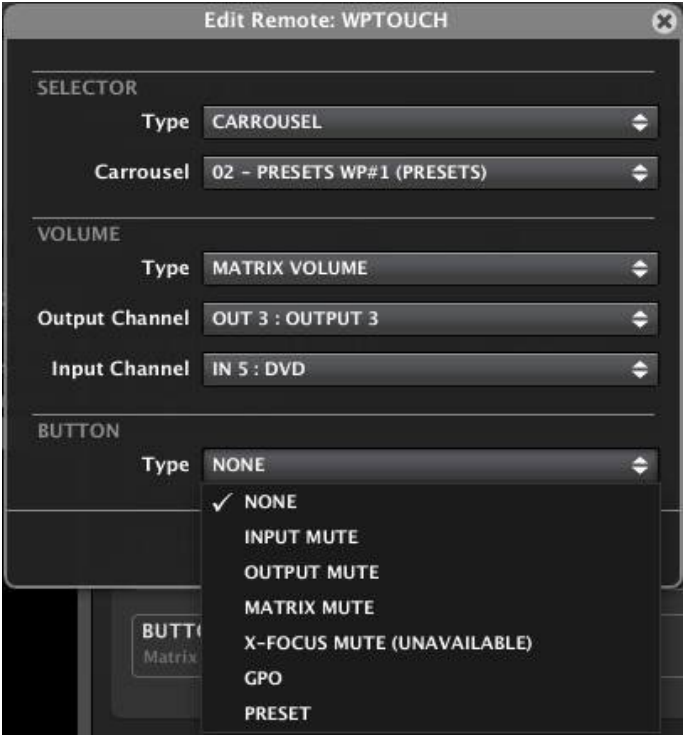 Edit Remote: WPTOUCH
SELECTOR
Type CARROUSEL
Carrousel 02 - PRESETS WP#1 (PRESETS)
VOLUME
Type MATRIX VOLUME
Output Channel OUT 3 : OUTPUT 3
Input Channel IN 5 : DVD
BUTTON
Type NONE
✓ NONE
INPUT MUTE
OUTPUT MUTE
MATRIX MUTE
BUTT
X-FOCUS MUTE (UNAVAILABLE)
Matrix
GPO
PRESET